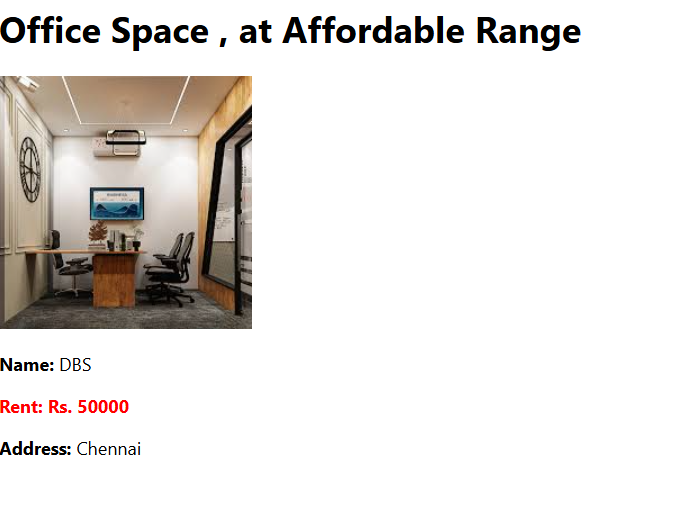 Office Space , at Affordable Range
Name: DBS
Rent: Rs. 50000
Address: Chennai